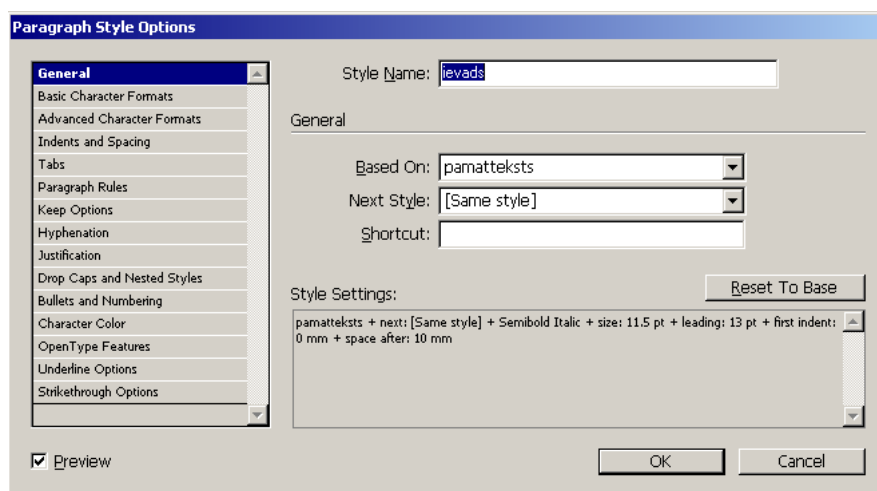 Paragraph Style Options
General
Basic Character Formats
Advanced Character Formats
Indents and Spacing
Tabs
Paragraph Rules
Keep Options
Hyphenation
Justification
Drop Caps and Nested Styles
Bullets and Numbering
Character Color
OpenType Features
Underline Options
Strikethrough Options
Style Name: ievads
General
Based On: pamatteksts
Next Style: [Same style]
Shortcut:
Reset To Base
Style Settings:
pamatteksts + next: [Same style] + Semibold Italic + size: 11.5 pt + leading: 13 pt + first indent:
0 mm + space after: 10 mm
Preview
OK
Cancel